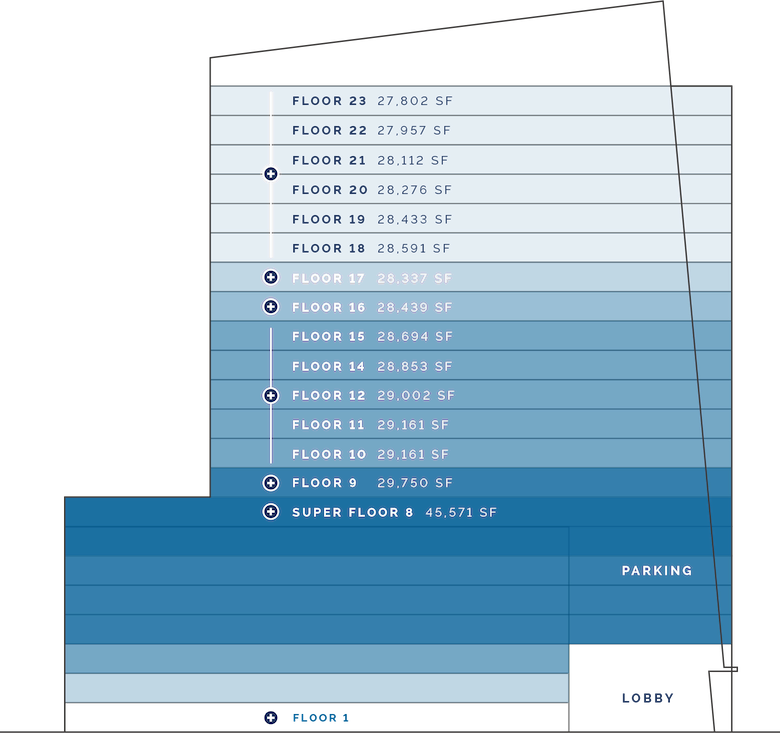 FLOOR 23 27,802 SF
FLOOR 22 27,957 SF
FLOOR 21 28,112 SF
FLOOR 20 28,276 SF
FLOOR 19 28,433 SF
FLOOR 18 28,591 SF
FLOOR 17 28,337 SF
FLOOR 16 28,439 SF
FLOOR 15 28,694 SF
FLOOR 14 28,853 SF
FLOOR 12 29,002 SF
FLOOR 11 29,161 SF
FLOOR 10 29,161 SF
FLOOR 9 29,750 SF
SUPER FLOOR 8 45,571 SF
PARKING
LOBBY
FLOOR 1